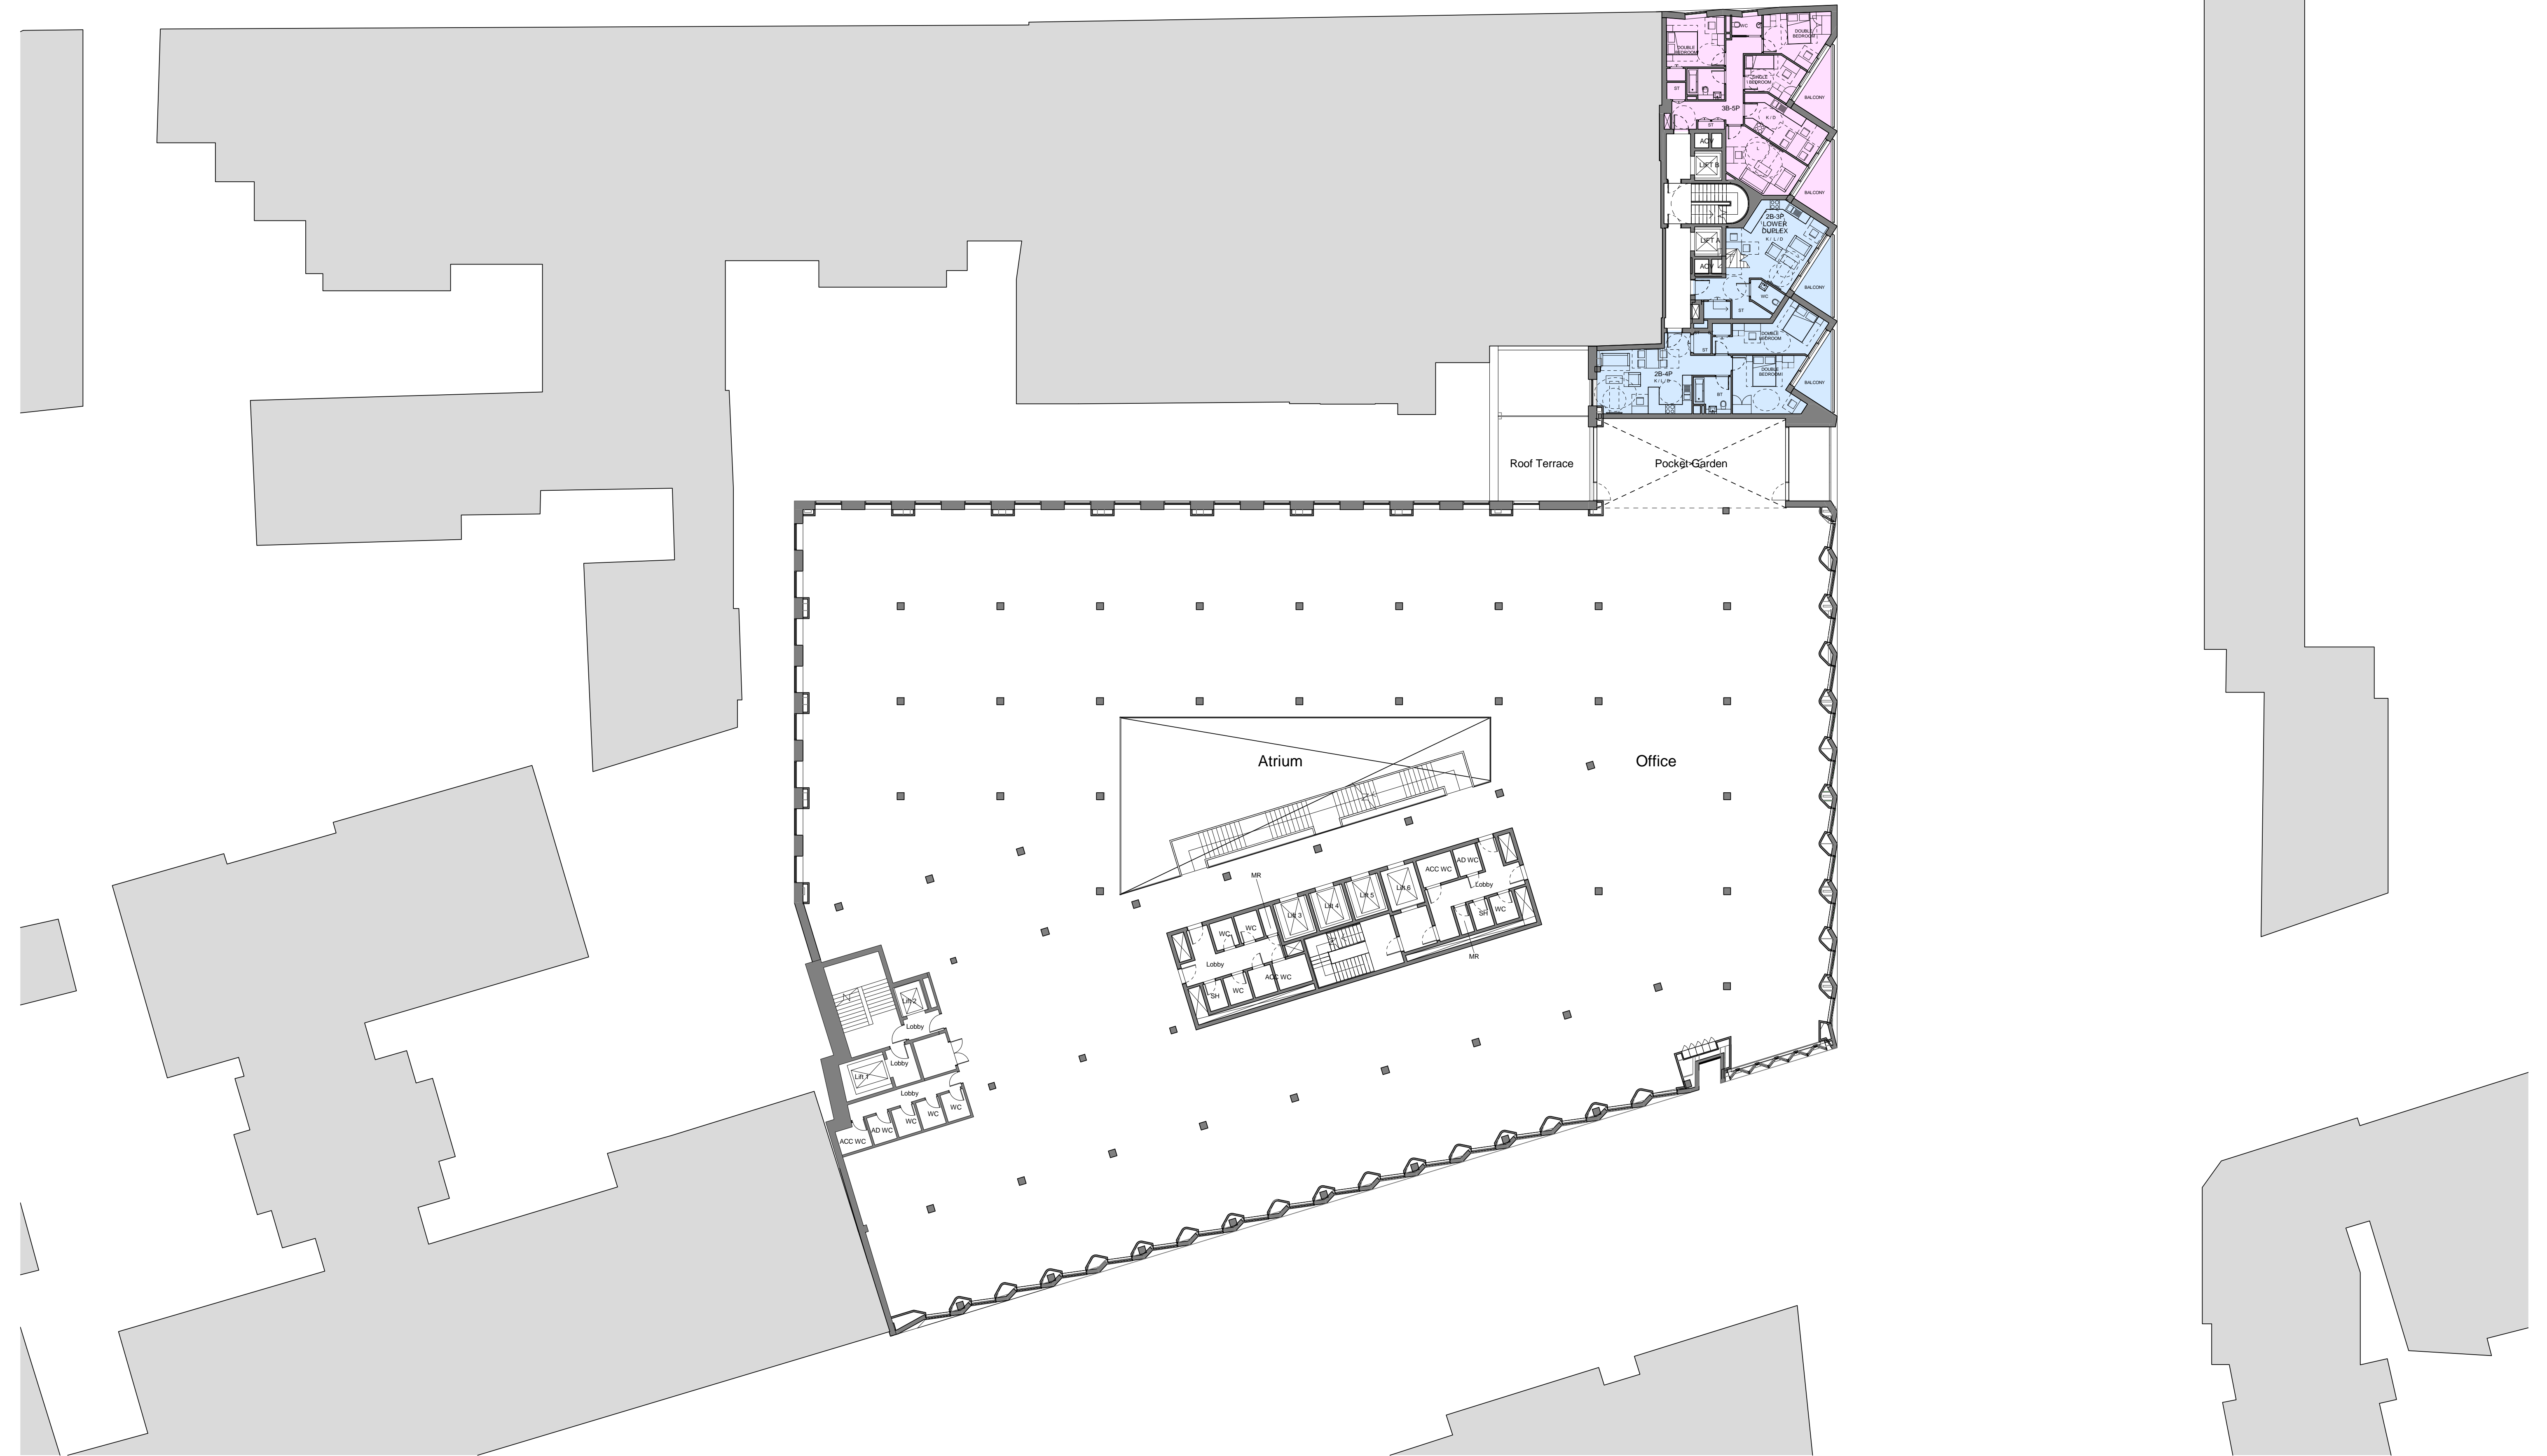 WC
DOUBLE
BEDROOM
DOUBLE
BEDROOM
SINGLE
BEDROOM
ST
BALCONY
3B-5P
K / D
ST
AOV
L
LIFT B
BALCONY
2B-3P
LOWER
DUPLEX
K / L / D
LIFT A
AOV
BALCONY
WC
ST
DOUBLE
BEDROOM
ST
2B-4P
K / L / D
DOUBLE
BEDROOM
BALCONY
BT
Roof Terrace
Pocket Garden
Atrium
Office
MR
ACC WC
AD WC
Lobby
Lift 6
Lift 5
Lift 4
Lift 3
SH
WC
WC
WC
Lobby
MR
ACC WC
WC
SH
Lift 2
Lobby
Lobby
Lift 1
Lobby
WC
WC
WC
AD WC
ACC WC